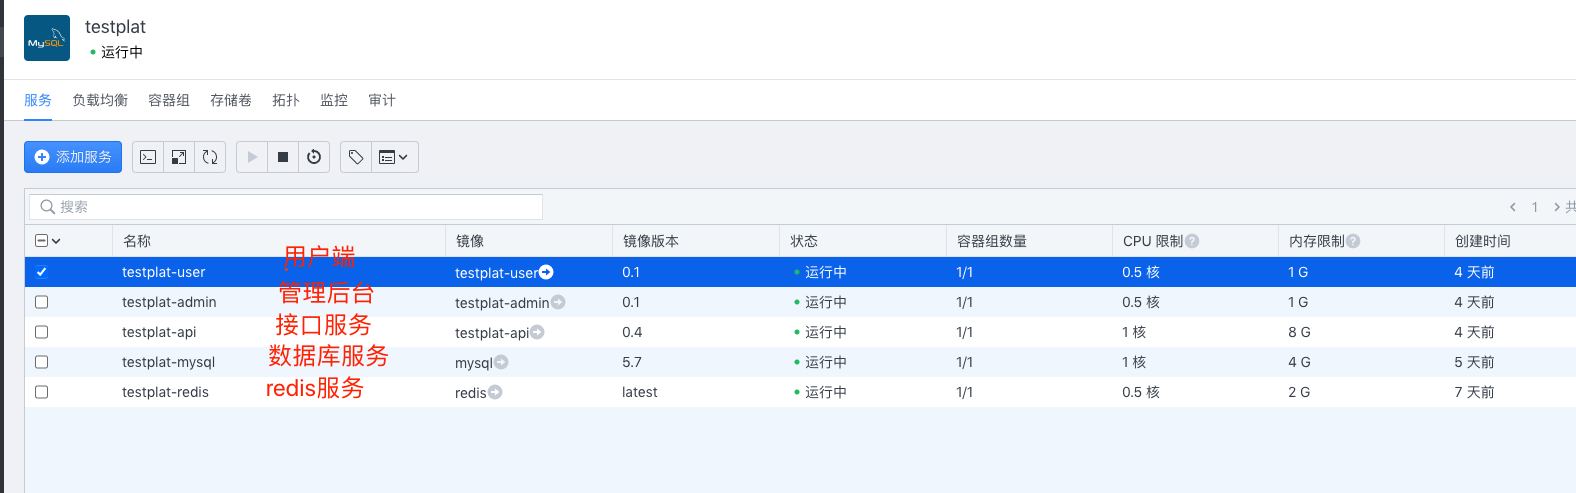 testplat
MySQL
运行中
服务 负载均衡 容器组 存储卷 拓扑 监控 审计
添加服务
搜索 1 共
名称 镜像 镜像版本 状态 容器组数量 CPU 限制 内存限制 创建时间
用户端
testplat-user testplat-user 0.1 运行中 1/1 0.5 核 1 G 4 天前
管理后台
testplat-admin testplat-admin 0.1 运行中 1/1 0.5 核 1 G 4 天前
接口服务
testplat-api testplat-api 0.4 运行中 1/1 1 核 8 G 4 天前
数据库服务
testplat-mysql mysql 5.7 运行中 1/1 1 核 4 G 5 天前
redis服务
testplat-redis redis latest 运行中 1/1 0.5 核 2 G 7 天前